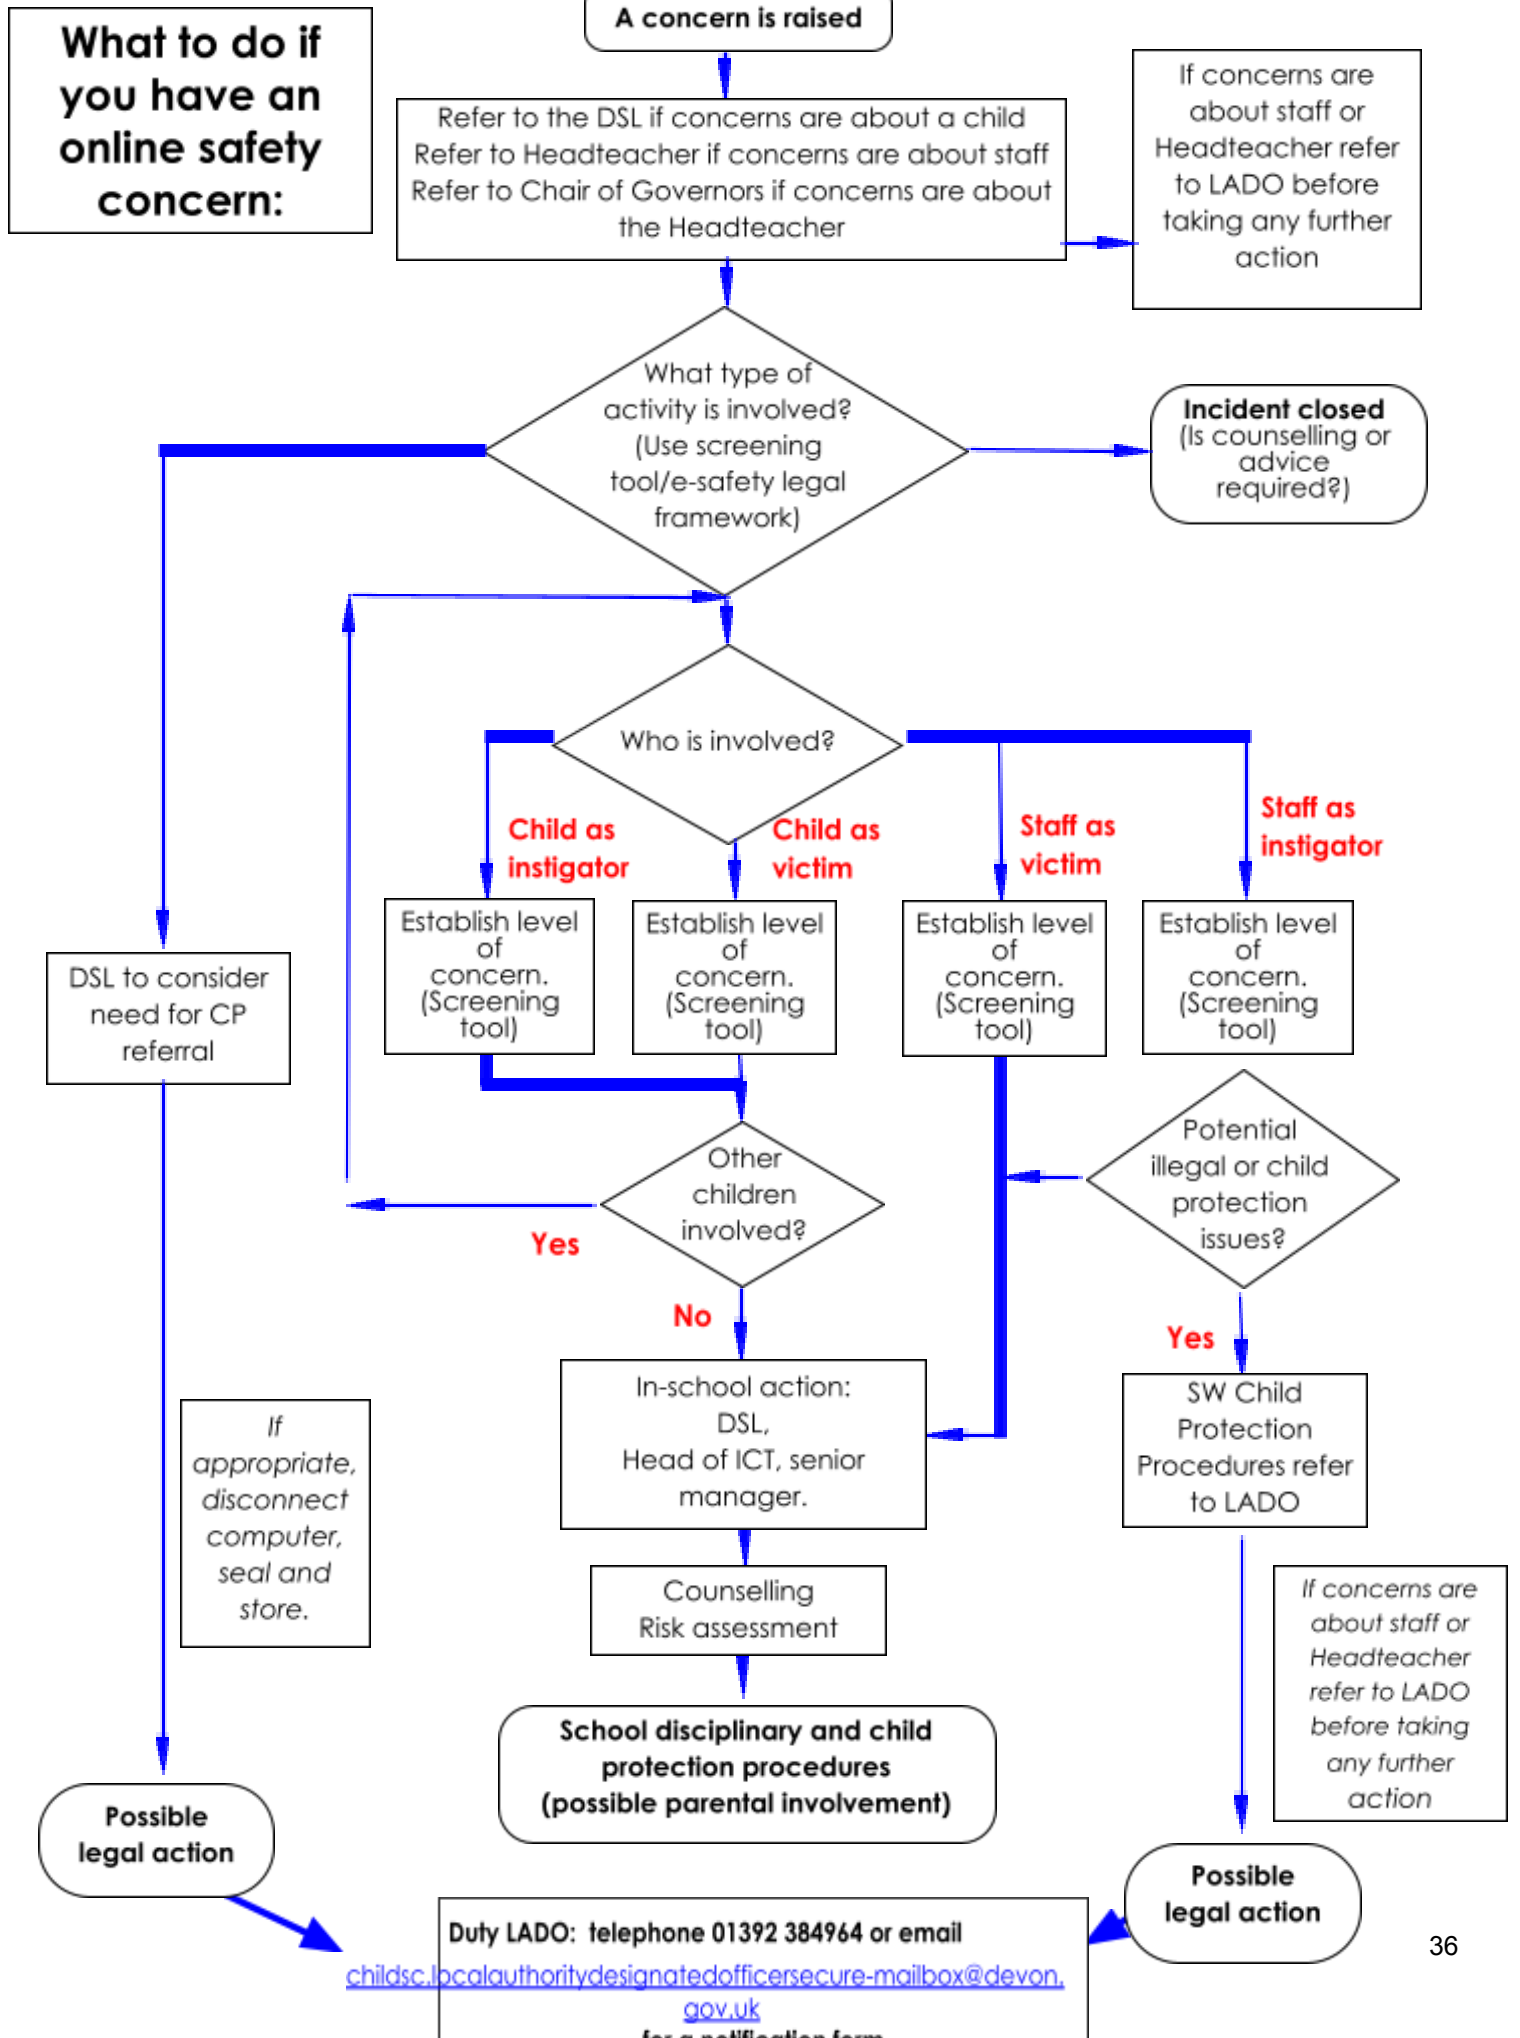 What to do if
you have an
online safety
concern:
A concern is raised
Refer to the DSL if concerns are about a child
Refer to Headteacher if concerns are about staff
Refer to Chair of Governors if concerns are about
the Headteacher
If concerns are
about staff or
Headteacher refer
to LADO before
taking any further
action
What type of
activity is involved?
(Use screening
tool/e-safety legal
framework)
Incident closed
(Is counselling or
advice
required?)
Who is involved?
Child as
instigator
Child as
victim
Staff as
victim
Staff as
instigator
Establish level
of
concern.
(Screening
tool)
Establish level
of
concern.
(Screening
tool)
Establish level
of
concern.
(Screening
tool)
Establish level
of
concern.
(Screening
tool)
DSL to consider
need for CP
referral
Other
children
involved?
Potential
illegal or child
protection
issues?
Yes
No
Yes
In-school action:
DSL,
Head of ICT, senior
manager.
SW Child
Protection
Procedures refer
to LADO
If
appropriate,
disconnect
computer,
seal and
store.
Counselling
Risk assessment
If concerns are
about staff or
Headteacher
refer to LADO
before taking
any further
action
School disciplinary and child
protection procedures
(possible parental involvement)
Possible
legal action
Possible
legal action
Duty LADO: telephone 01392 384964 or email
childsc.localauthoritydesignatedofficersecure-mailbox@devon.
gov.uk
for a notification form
36